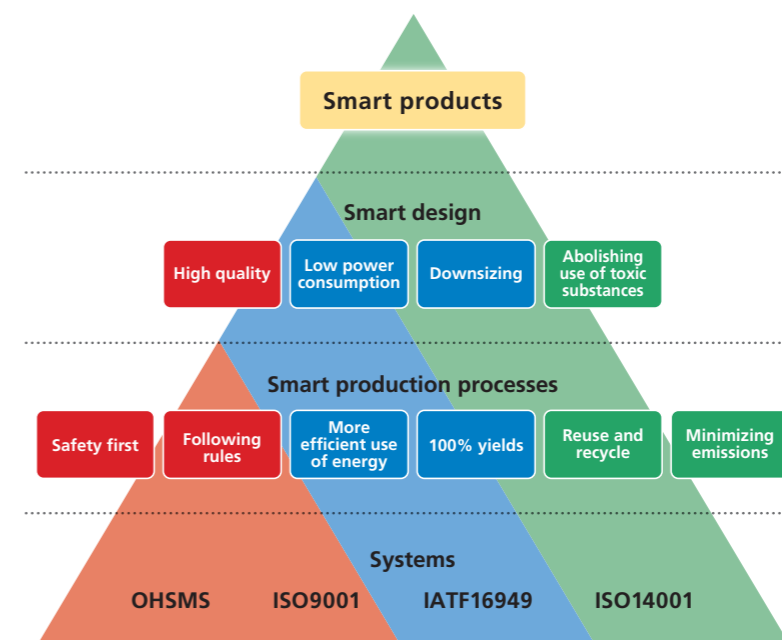 Smart products
Smart design
High quality
Low power
consumption
Downsizing
Abolishing
use of toxic
substances
Smart production processes
Safety first
Following
rules
More
efficient use
of energy
100% yields
Reuse and
recycle
Minimizing
emissions
Systems
OHSMS ISO9001 IATF16949 ISO14001